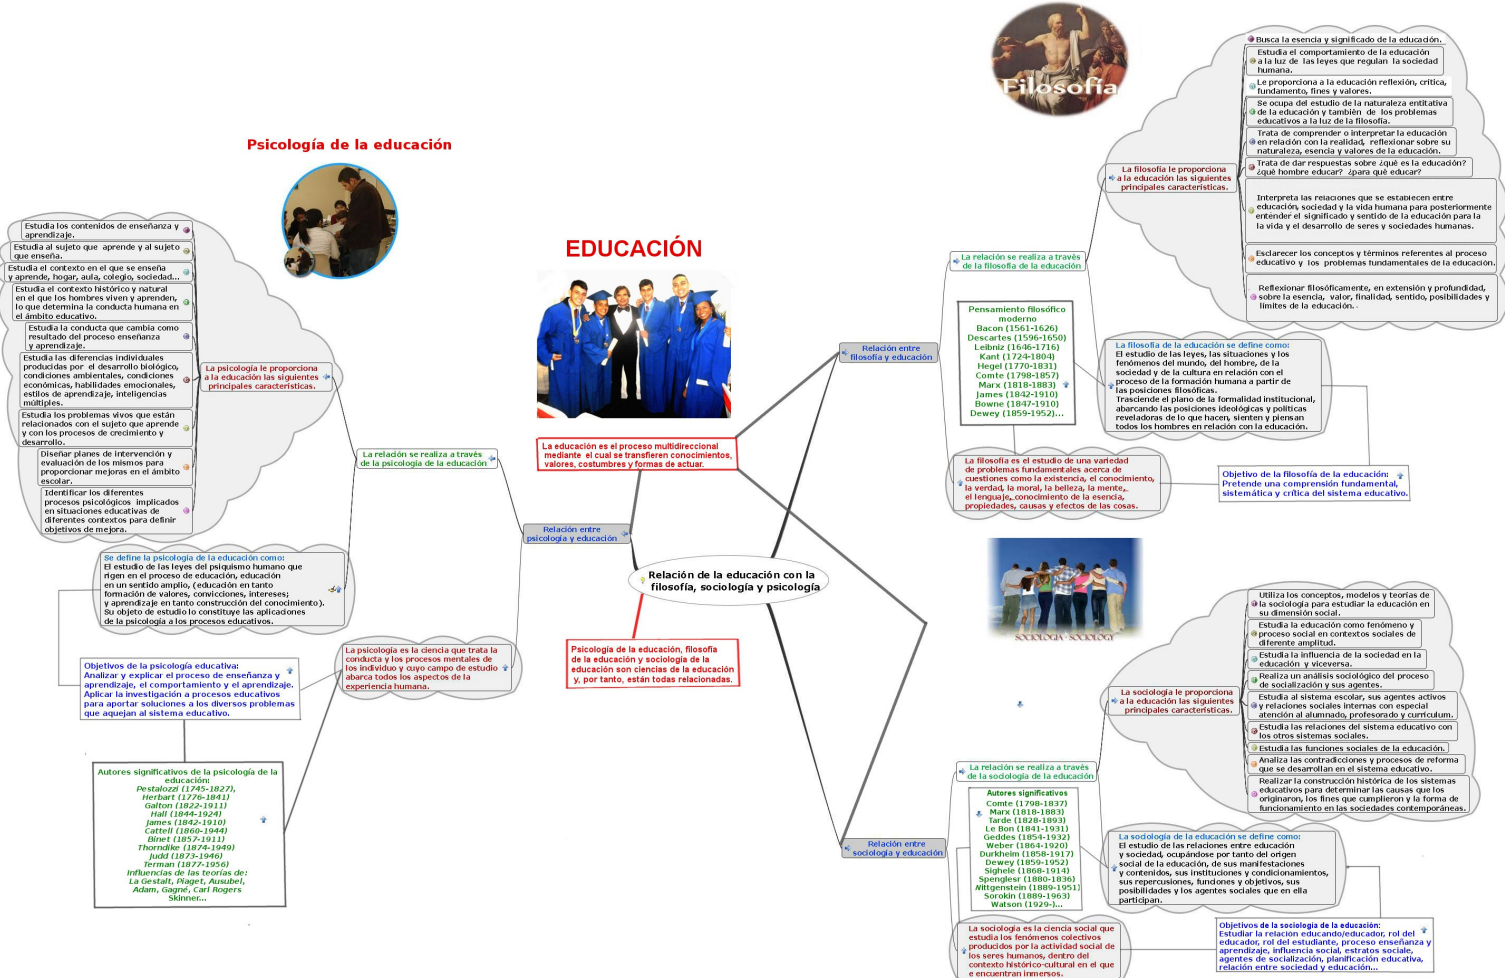 Filosofía
Busca la esencia y significado de la educación.
Estudia el comportamiento de la educación
a la luz de las leyes que regulan la sociedad
humana.
Le proporciona a la educación reflexión, crítica,
fundamento, fines y valores.
Se ocupa del estudio de la naturaleza entitativa
de la educación y también de los problemas
educativos a la luz de la filosofía.
Trata de comprender o interpretar la educación
en relación con la realidad, reflexionar sobre su
naturaleza, esencia y valores de la educación.
Trata de dar respuestas sobre ¿qué es la educación?
¿qué hombre educar? ¿para qué educar?
Interpreta las relaciones que se establecen entre
educación, sociedad y la vida humana para posteriormente
entender el significado y sentido de la educación para la
la vida y el desarrollo de seres y sociedades humanas.
Esclarecer los conceptos y términos referentes al proceso
educativo y los problemas fundamentales de la educación.
Reflexionar filosóficamente, en extensión y profundidad,
sobre la esencia, valor, finalidad, sentido, posibilidades y
límites de la educación.
La filosofía le proporciona
a la educación las siguientes
principales características.
La relación se realiza a través
de la filosofía de la educación
Pensamiento filosófico
moderno
Bacon (1561-1626)
Descartes (1596-1650)
Leibniz (1646-1716)
Kant (1724-1804)
Hegel (1770-1831)
Comte (1798-1857)
Marx (1818-1883)
James (1842-1910)
Bowne (1847-1910)
Dewey (1859-1952)...
La filosofía de la educación se define como:
El estudio de las leyes, las situaciones y los
fenómenos del mundo, del hombre, de la
sociedad y de la cultura en relación con el
proceso de la formación humana a partir de
las posiciones filosóficas.
Trasciende el plano de la formalidad institucional,
abarcando las posiciones ideológicas y políticas
reveladoras de lo que hacen, sienten y piensan
todos los hombres en relación con la educación.
Relación entre
filosofía y educación
La filosofía es el estudio de una variedad
de problemas fundamentales acerca de
cuestiones como la existencia, el conocimiento,
la verdad, la moral, la belleza, la mente,
el lenguaje, conocimiento de la esencia,
propiedades, causas y efectos de las cosas.
Objetivo de la filosofía de la educación:
Pretende una comprensión fundamental,
sistemática y crítica del sistema educativo.
Psicología de la educación
EDUCACIÓN
La educación es el proceso multidireccional
mediante el cual se transfieren conocimientos,
valores, costumbres y formas de actuar.
Estudia los contenidos de enseñanza y
aprendizaje.
Estudia al sujeto que aprende y al sujeto
que enseña.
Estudia el contexto en el que se enseña
y aprende, hogar, aula, colegio, sociedad...
Estudia el contexto histórico y natural
en el que los hombres viven y aprenden,
lo que determina la conducta humana en
el ámbito educativo.
Estudia la conducta que cambia como
resultado del proceso enseñanza
y aprendizaje.
Estudia las diferencias individuales
producidas por el desarrollo biológico,
condiciones ambientales, condiciones
económicas, habilidades emocionales,
estilos de aprendizaje, inteligencias
múltiples.
Estudia los problemas vivos que están
relacionados con el sujeto que aprende
y con los procesos de crecimiento y
desarrollo.
Diseñar planes de intervención y
evaluación de los mismos para
proporcionar mejoras en el ámbito
escolar.
Identificar los diferentes
procesos psicológicos implicados
en situaciones educativas de
diferentes contextos para definir
objetivos de mejora.
La psicología le proporciona
a la educación las siguientes
principales características.
La relación se realiza a través
de la psicología de la educación
Relación entre
psicología y educación
Se define la psicología de la educación como:
El estudio de las leyes del psiquismo humano que
rigen en el proceso de educación, educación
en un sentido amplio, (educación en tanto
formación de valores, convicciones, intereses;
y aprendizaje en tanto construcción del conocimiento).
Su objeto de estudio lo constituye las aplicaciones
de la psicología a los procesos educativos.
La psicología es la ciencia que trata la
conducta y los procesos mentales de
los individuo y cuyo campo de estudio
abarca todos los aspectos de la
experiencia humana.
Objetivos de la psicología educativa:
Analizar y explicar el proceso de enseñanza y
aprendizaje, el comportamiento y el aprendizaje.
Aplicar la investigación a procesos educativos
para aportar soluciones a los diversos problemas
que aquejan al sistema educativo.
Autores significativos de la psicología de la
educación:
Pestalozzi (1745-1827),
Herbart (1776-1841)
Galton (1822-1911)
Hall (1844-1924)
James (1842-1910)
Cattell (1860-1944)
Binet (1857-1911)
Thorndike (1874-1949)
Judd (1873-1946)
Terman (1877-1956)
Influencias de las teorías de:
La Gestalt, Piaget, Ausubel,
Adam, Gagné, Carl Rogers
Skinner...
Relación de la educación con la
filosofía, sociología y psicología
Psicología de la educación, filosofía
de la educación y sociología de la
educación son ciencias de la educación
y, por tanto, están todas relacionadas.
SOCIOLOGIA - SOCIOLOGY
Utiliza los conceptos, modelos y teorías de
la sociología para estudiar la educación en
su dimensión social.
Estudia la educación como fenómeno y
proceso social en contextos sociales de
diferente amplitud.
Estudia la influencia de la sociedad en la
educación y viceversa.
Realiza un análisis sociológico del proceso
de socialización y sus agentes.
Estudia al sistema escolar, sus agentes activos
y relaciones sociales internas con especial
atención al alumnado, profesorado y currículum.
Estudia las relaciones del sistema educativo con
los otros sistemas sociales.
Estudia las funciones sociales de la educación.
Analiza las contradicciones y procesos de reforma
que se desarrollan en el sistema educativo.
Realizar la construcción histórica de los sistemas
educativos para determinar las causas que los
originaron, los fines que cumplieron y la forma de
funcionamiento en las sociedades contemporáneas.
La sociología le proporciona
a la educación las siguientes
principales características.
La relación se realiza a través
de la sociología de la educación
Autores significativos
Comte (1798-1837)
Marx (1818-1883)
Tarde (1828-1893)
Le Bon (1841-1931)
Geddes (1854-1932)
Weber (1864-1920)
Durkheim (1858-1917)
Dewey (1859-1952)
Sighele (1868-1914)
Spenglesr (1880-1836)
Wittgenstein (1889-1951)
Sorokin (1889-1963)
Watson (1929-)...
Relación entre
sociología y educación
La sociología de la educación se define como:
El estudio de las relaciones entre educación
y sociedad, ocupándose por tanto del origen
social de la educación, de sus manifestaciones
y contenidos, sus instituciones y condicionamientos,
sus repercusiones, funciones y objetivos, sus
posibilidades y los agentes sociales que en ella
participan.
La sociología es la ciencia social que
estudia los fenómenos colectivos
producidos por la actividad social de
los seres humanos, dentro del
contexto histórico-cultural en el que
e encuentran inmersos.
Objetivos de la sociología de la educación:
Estudiar la relación educando/educador, rol del
educador, rol del estudiante, proceso enseñanza y
aprendizaje, influencia social, estratos sociale,
agentes de socialización, planificación educativa,
relación entre sociedad y educación...